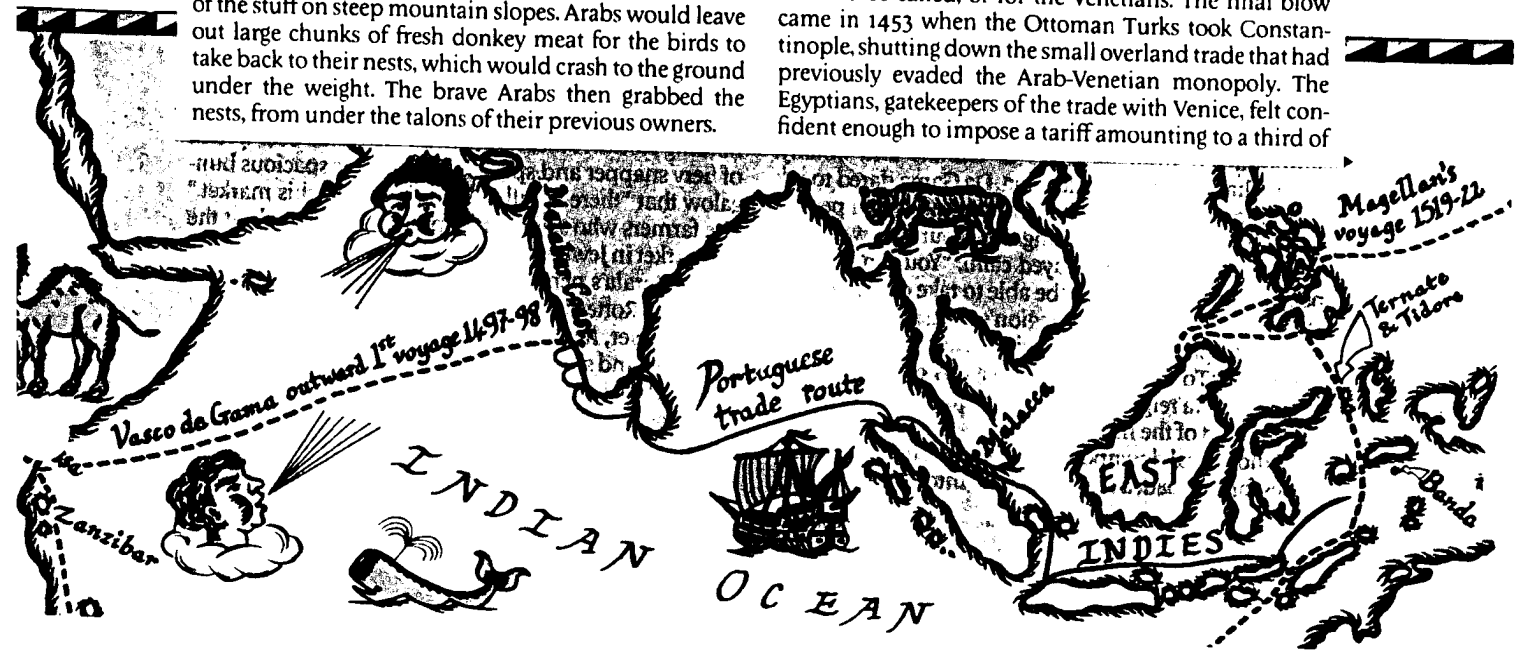 of the stuff on steep mountain slopes. Arabs would leave
out large chunks of fresh donkey meat for the birds to
take back to their nests, which would crash to the ground
under the weight. The brave Arabs then grabbed the
nests, from under the talons of their previous owners.
The final blow
came in 1453 when the Ottoman Turks took Constan-
tinople, shutting down the small overland trade that had
previously evaded the Arab-Venetian monopoly. The
Egyptians, gatekeepers of the trade with Venice, felt con-
fident enough to impose a tariff amounting to a third of
Magellan's
voyage 1519-22
Ternate
& Tidore
Malabar Coast
Vasco da Gama outward 1st voyage 1497-98
Portuguese
trade route
Malacca
EAST
INDIES
Banda
Zanzibar
INDIAN
OCEAN